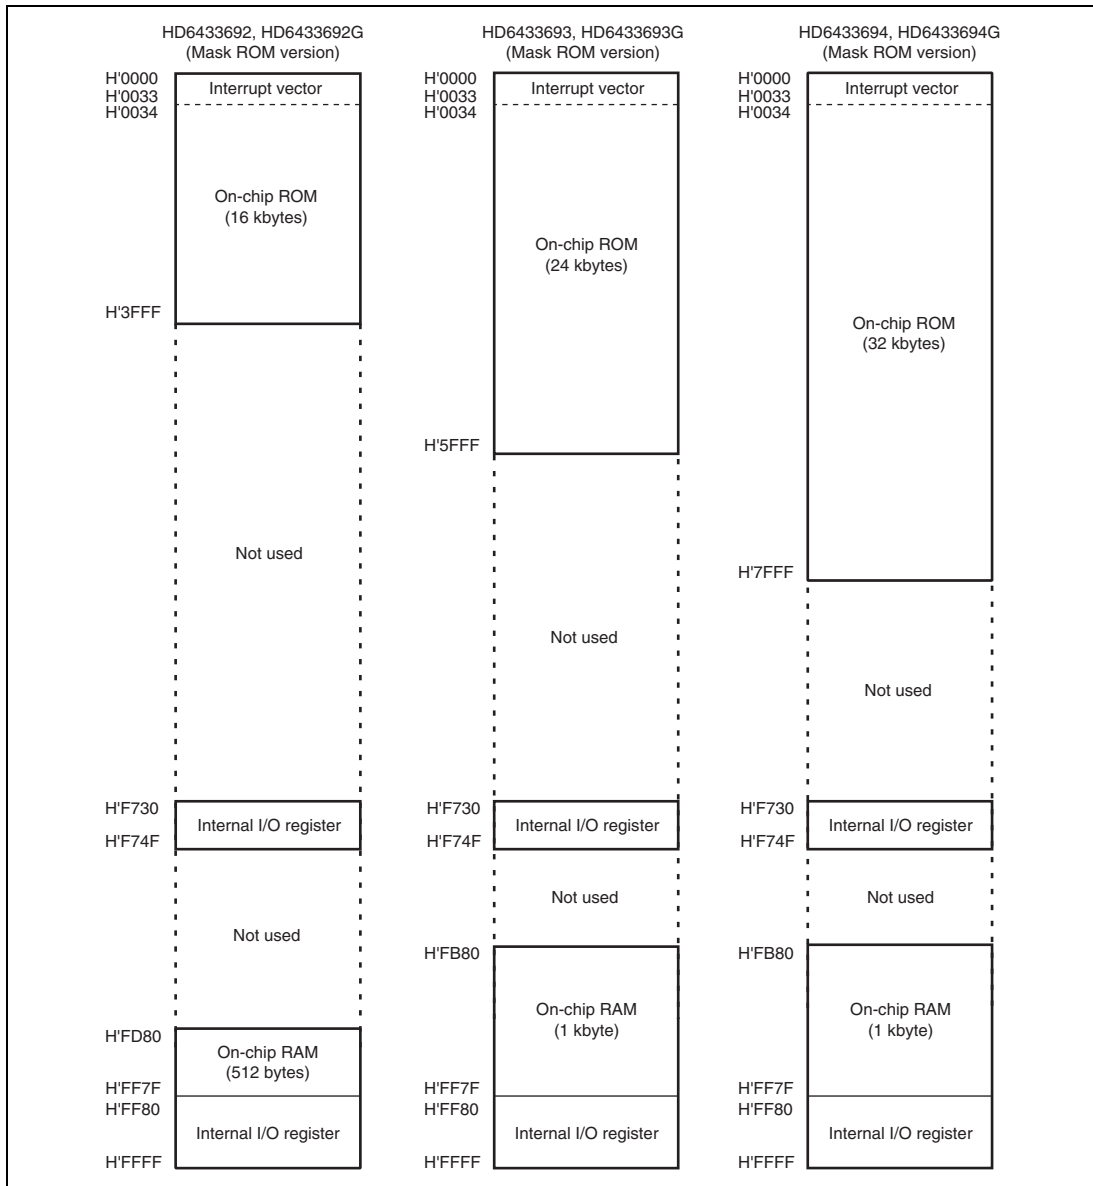 HD6433692, HD6433692G
(Mask ROM version)
H'0000
H'0033
H'0034
Interrupt vector
On-chip ROM
(16 kbytes)
H'3FFF
Not used
H'F730
Internal I/O register
H'F74F
Not used
H'FD80
On-chip RAM
(512 bytes)
H'FF7F
H'FF80
Internal I/O register
H'FFFF
HD6433693, HD6433693G
(Mask ROM version)
H'0000
H'0033
H'0034
Interrupt vector
On-chip ROM
(24 kbytes)
H'5FFF
Not used
H'F730
Internal I/O register
H'F74F
Not used
H'FB80
On-chip RAM
(1 kbyte)
H'FF7F
H'FF80
Internal I/O register
H'FFFF
HD6433694, HD6433694G
(Mask ROM version)
H'0000
H'0033
H'0034
Interrupt vector
On-chip ROM
(32 kbytes)
H'7FFF
Not used
H'F730
Internal I/O register
H'F74F
Not used
H'FB80
On-chip RAM
(1 kbyte)
H'FF7F
H'FF80
Internal I/O register
H'FFFF